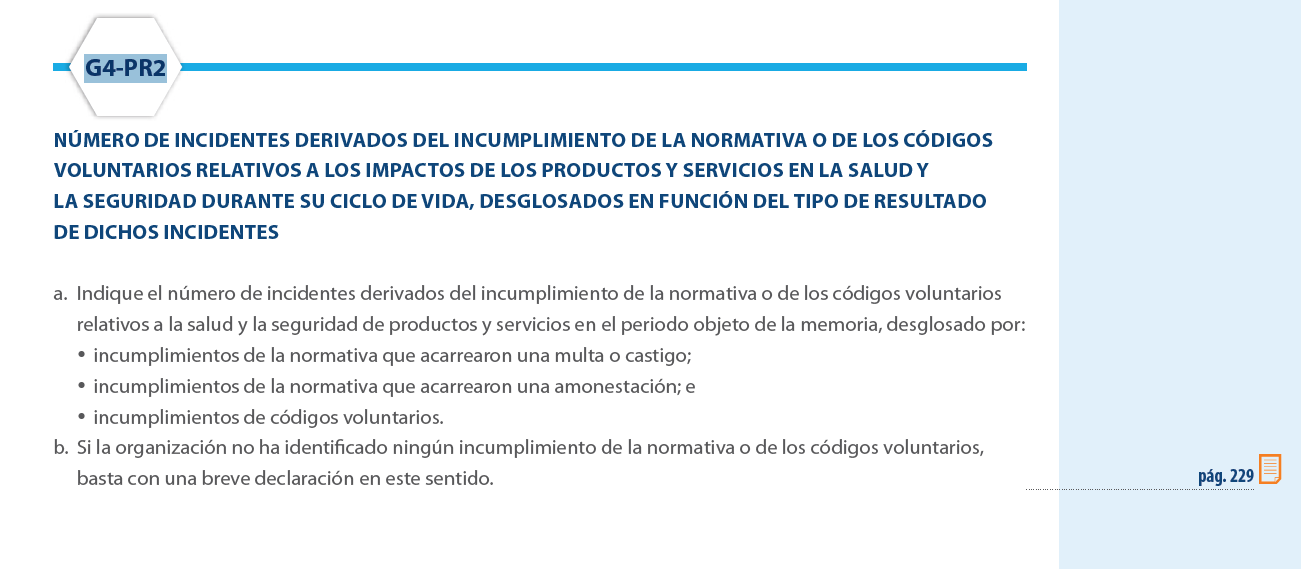 G4-PR2
NÚMERO DE INCIDENTES DERIVADOS DEL INCUMPLIMIENTO DE LA NORMATIVA O DE LOS CÓDIGOS
VOLUNTARIOS RELATIVOS A LOS IMPACTOS DE LOS PRODUCTOS Y SERVICIOS EN LA SALUD Y
LA SEGURIDAD DURANTE SU CICLO DE VIDA, DESGLOSADOS EN FUNCIÓN DEL TIPO DE RESULTADO
DE DICHOS INCIDENTES
a. Indique el número de incidentes derivados del incumplimiento de la normativa o de los códigos voluntarios
relativos a la salud y la seguridad de productos y servicios en el periodo objeto de la memoria, desglosado por:
• incumplimientos de la normativa que acarrearon una multa o castigo;
• incumplimientos de la normativa que acarrearon una amonestación; e
• incumplimientos de códigos voluntarios.
b. Si la organización no ha identificado ningún incumplimiento de la normativa o de los códigos voluntarios,
basta con una breve declaración en este sentido.
pág. 229